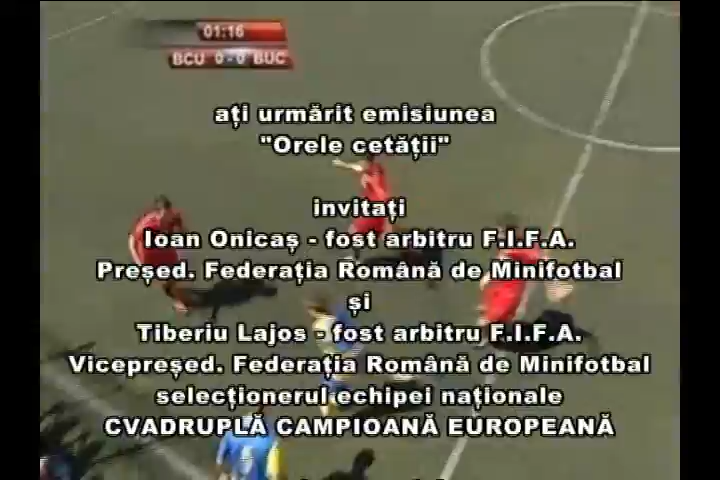 01:16
BCU 0-0 BUC
ați urmărit emisiunea
"Orele cetății"
invitați
Ioan Onicaș - fost arbitru F.I.F.A.
Președ. Federația Română de Minifotbal
și
Tiberiu Lajos - fost arbitru F.I.F.A.
Vicepreșed. Federația Română de Minifotbal
selecționerul echipei naționale
CVADRUPLĂ CAMPIOANĂ EUROPEANĂ